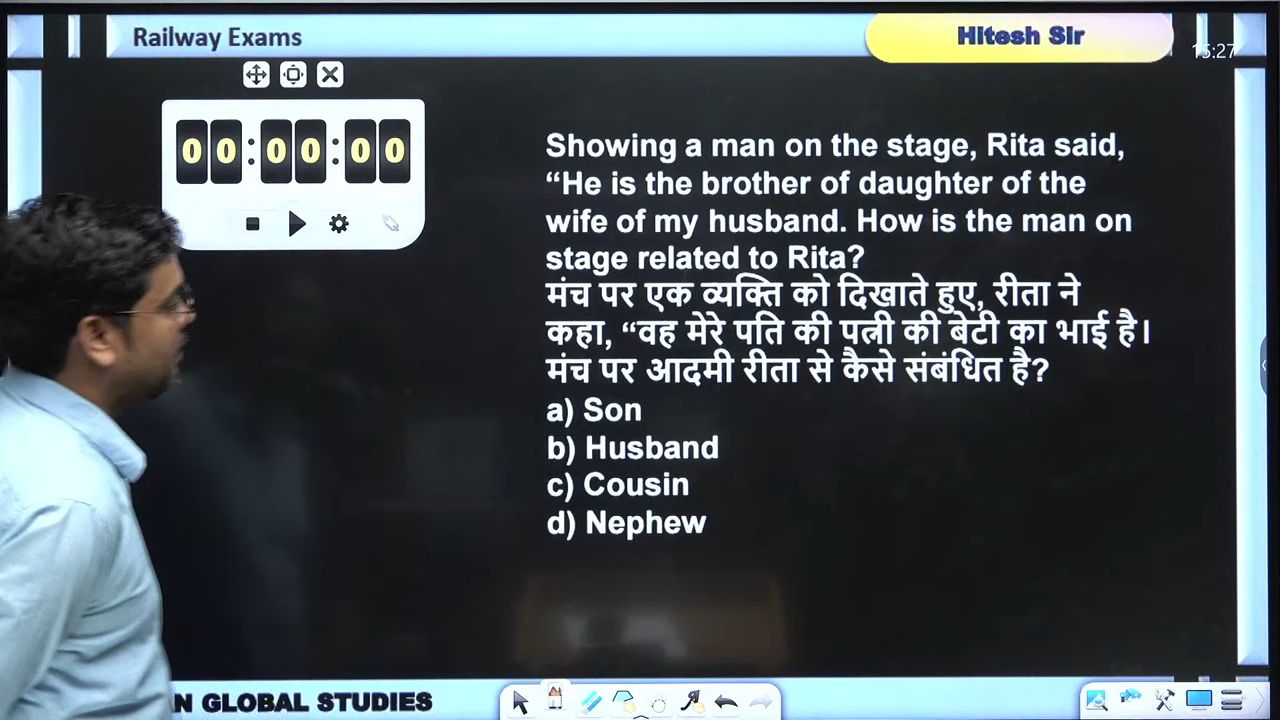 Railway Exams
Hitesh Sir
15:27
00:00:00
Showing a man on the stage, Rita said,
“He is the brother of daughter of the
wife of my husband. How is the man on
stage related to Rita?
मंच पर एक व्यक्ति को दिखाते हुए, रीता ने
कहा, “वह मेरे पति की पत्नी की बेटी का भाई है।
मंच पर आदमी रीता से कैसे संबंधित है?
a) Son
b) Husband
c) Cousin
d) Nephew
N GLOBAL STUDIES